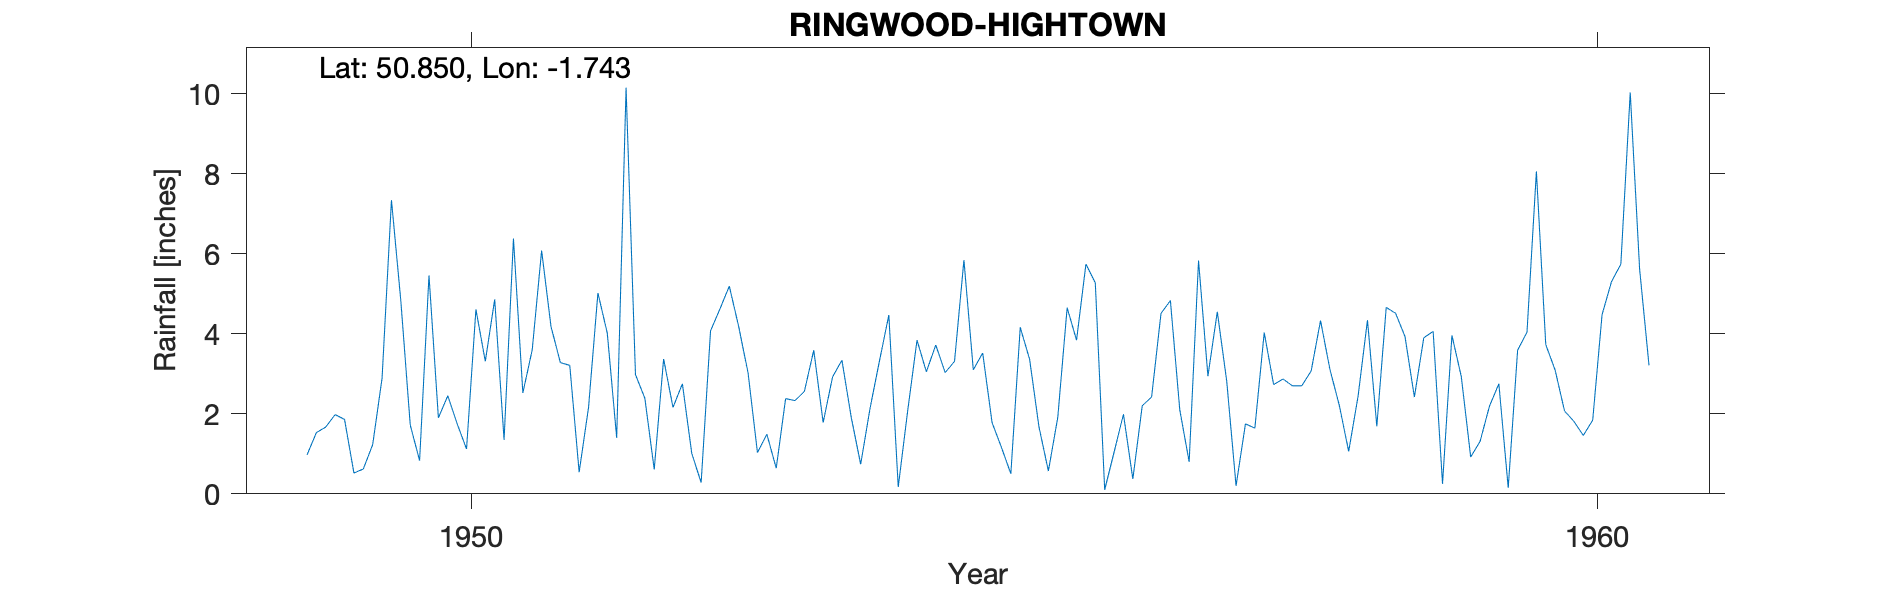 RINGWOOD-HIGHTOWN
Lat: 50.850, Lon: -1.743
10
8
6
4
2
0
Rainfall [inches]
1950
1960
Year